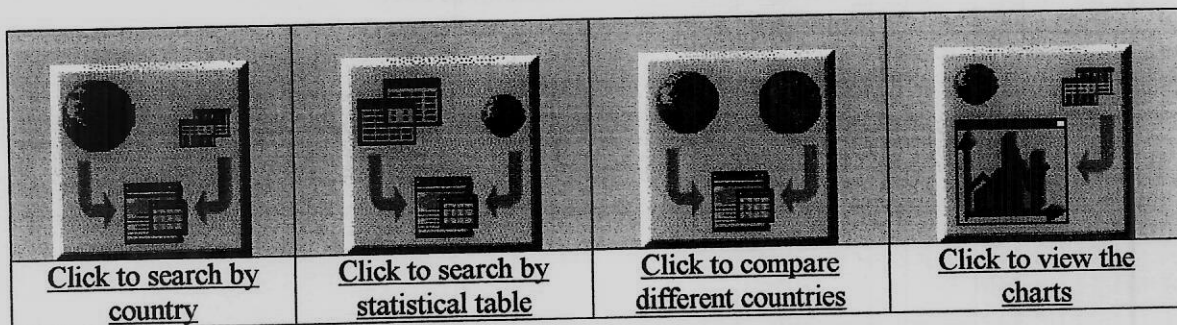 Click to search by
country
Click to search by
statistical table
Click to compare
different countries
Click to view the
charts